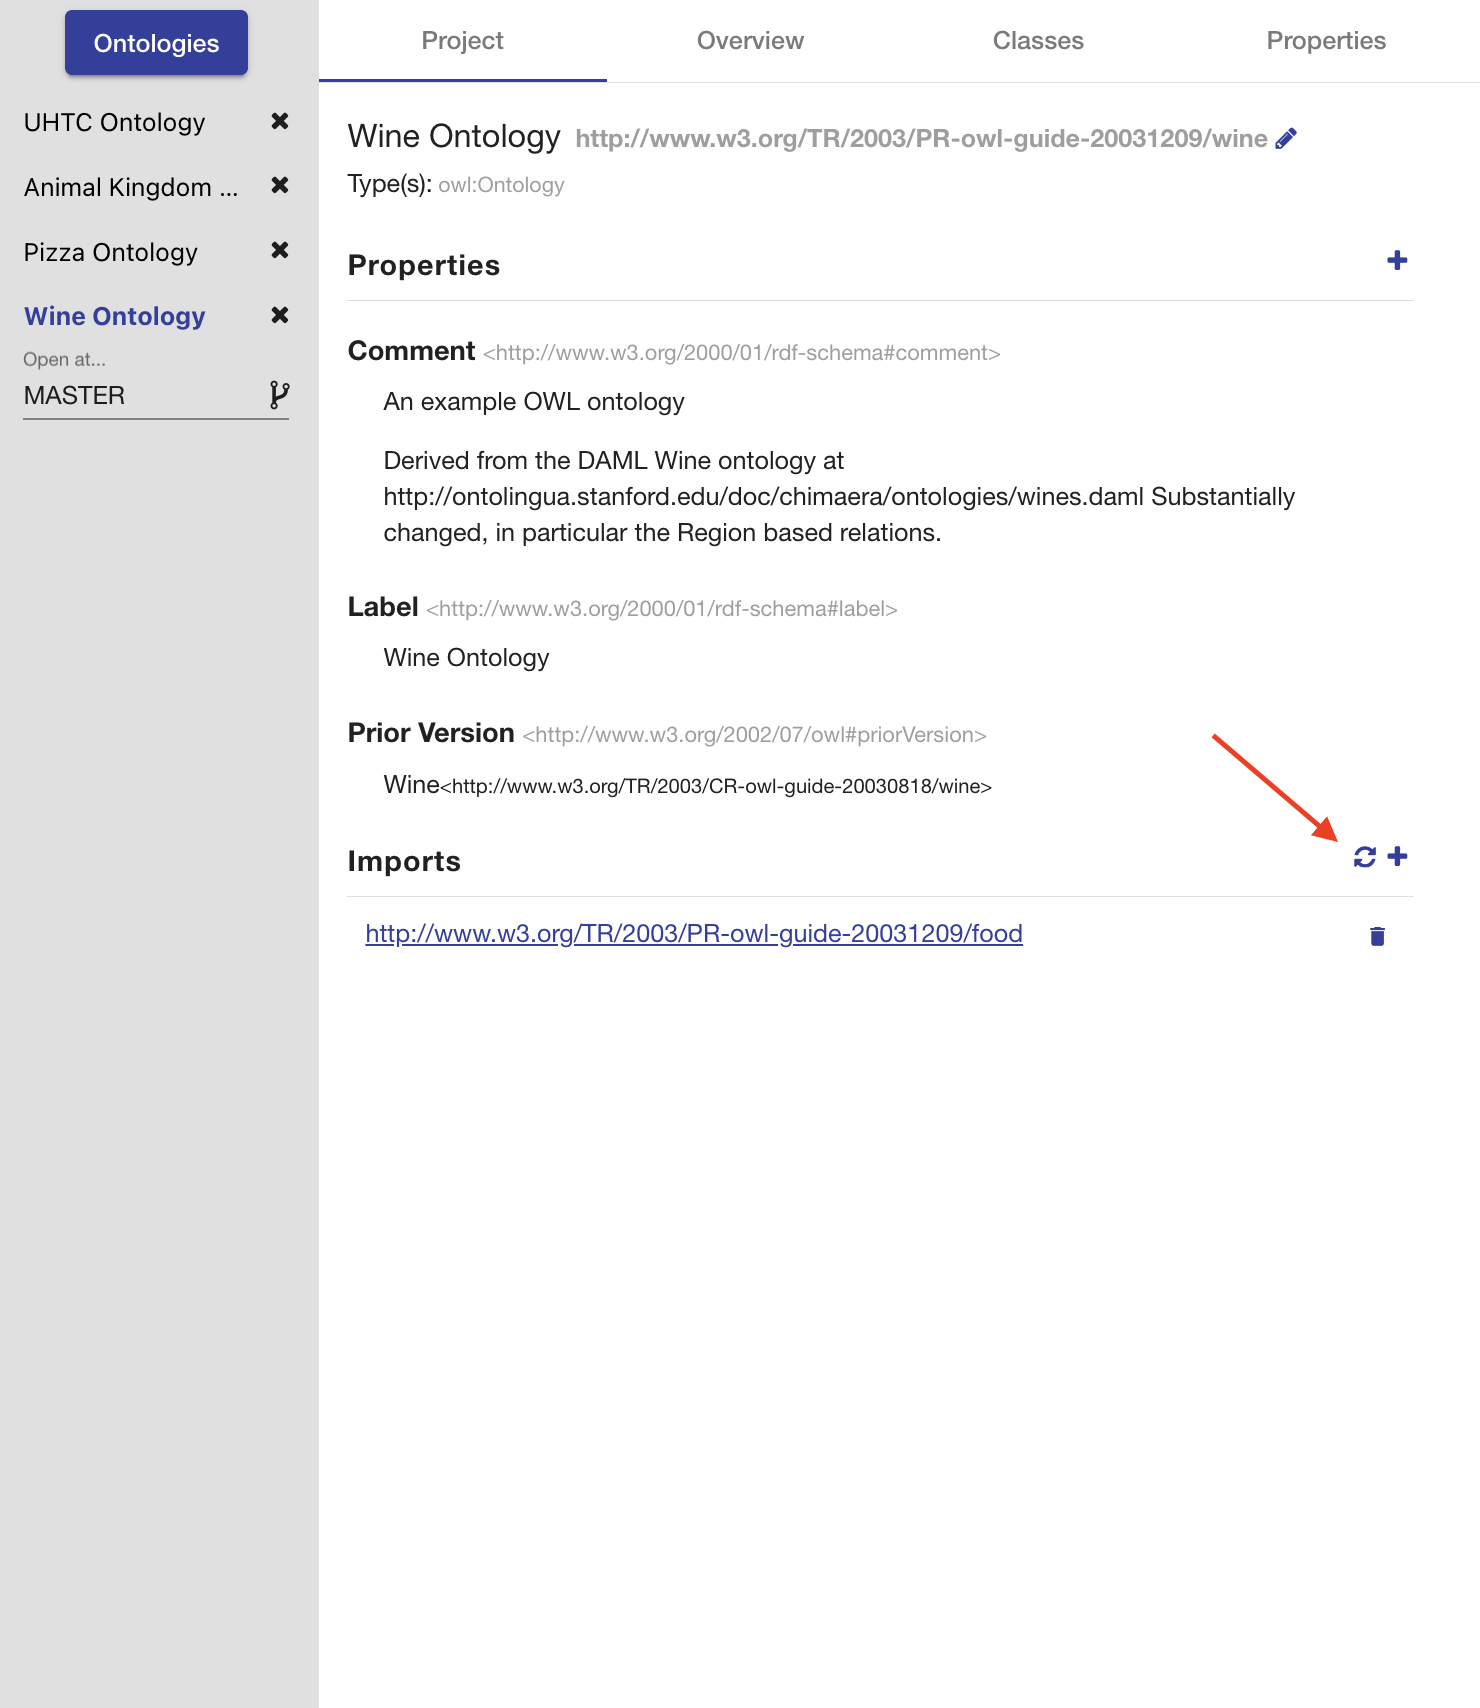 Ontologies
UHTC Ontology
Animal Kingdom ...
Pizza Ontology
Wine Ontology
Open at...
MASTER
Project Overview Classes Properties
Wine Ontology http://www.w3.org/TR/2003/PR-owl-guide-20031209/wine
Type(s): owl:Ontology
Properties
Comment <http://www.w3.org/2000/01/rdf-schema#comment>
An example OWL ontology
Derived from the DAML Wine ontology at
http://ontolingua.stanford.edu/doc/chimaera/ontologies/wines.daml Substantially
changed, in particular the Region based relations.
Label <http://www.w3.org/2000/01/rdf-schema#label>
Wine Ontology
Prior Version <http://www.w3.org/2002/07/owl#priorVersion>
Wine<http://www.w3.org/TR/2003/CR-owl-guide-20030818/wine>
Imports
http://www.w3.org/TR/2003/PR-owl-guide-20031209/food